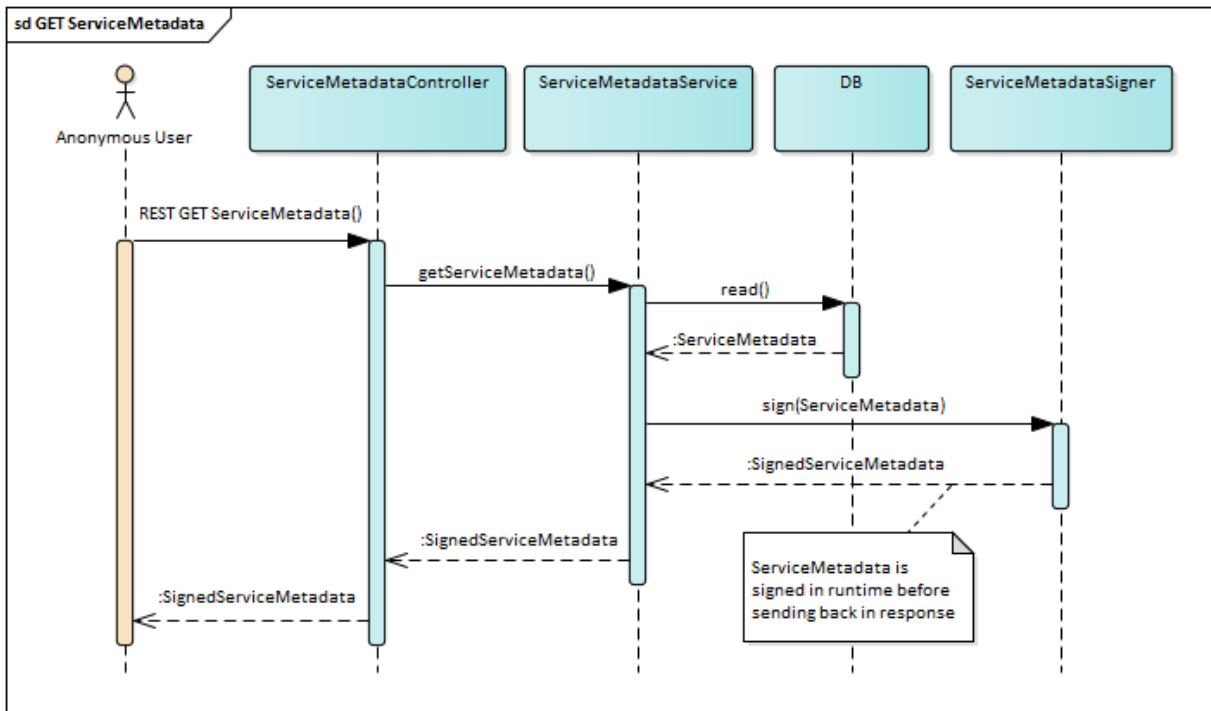 sd GET ServiceMetadata
Anonymous User
ServiceMetadataController
ServiceMetadataService
DB
ServiceMetadataSigner
REST GET ServiceMetadata()
getServiceMetadata()
read()
:ServiceMetadata
sign(ServiceMetadata)
:SignedServiceMetadata
:SignedServiceMetadata
:SignedServiceMetadata
ServiceMetadata is
signed in runtime before
sending back in response